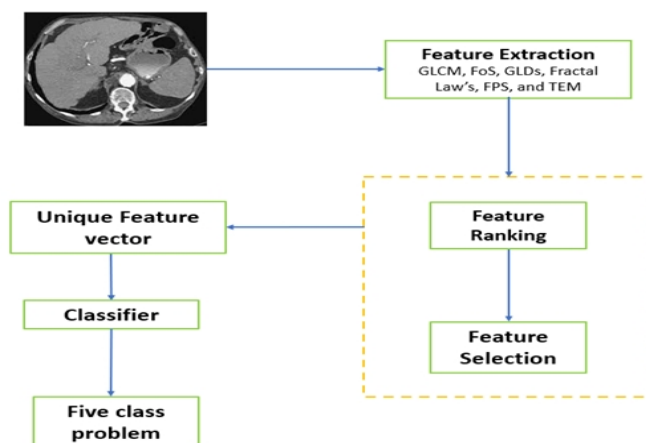 Feature Extraction
GLCM, FoS, GLDs, Fractal
Law's, FPS, and TEM
Feature
Ranking
Feature
Selection
Unique Feature
vector
Classifier
Five class
problem